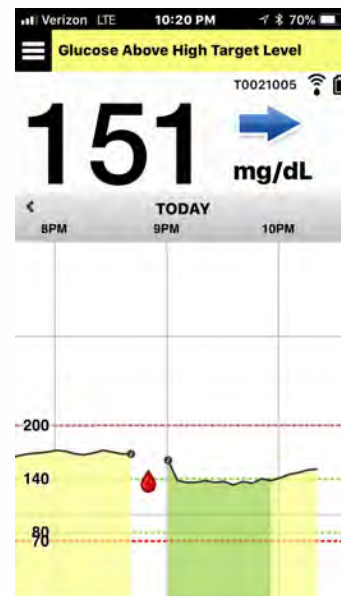 Verizon LTE 10:20 PM 70%
Glucose Above High Target Level
T0021005
151
mg/dL
TODAY
8PM 9PM 10PM
200
140
80
70